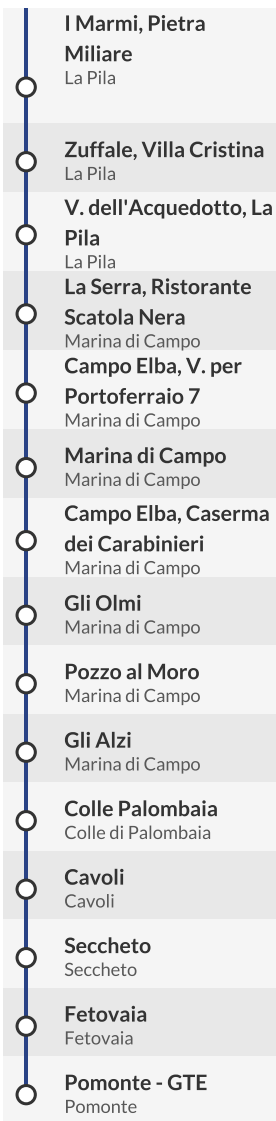 I Marmi, Pietra
Miliare
La Pila
Zuffale, Villa Cristina
La Pila
V. dell'Acquedotto, La
Pila
La Pila
La Serra, Ristorante
Scatola Nera
Marina di Campo
Campo Elba, V. per
Portoferraio 7
Marina di Campo
Marina di Campo
Marina di Campo
Campo Elba, Caserma
dei Carabinieri
Marina di Campo
Gli Olmi
Marina di Campo
Pozzo al Moro
Marina di Campo
Gli Alzi
Marina di Campo
Colle Palombaia
Colle di Palombaia
Cavoli
Cavoli
Seccheto
Seccheto
Fetovaia
Fetovaia
Pomonte - GTE
Pomonte